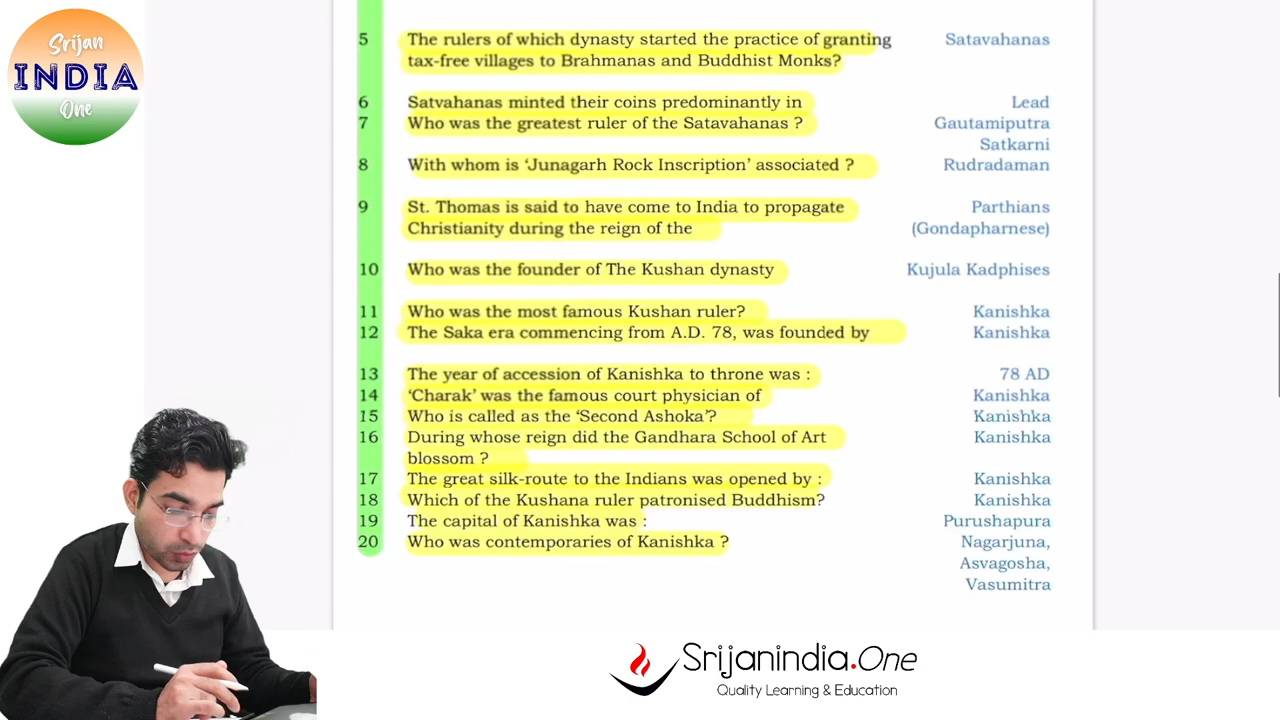 Srijan
INDIA
One
5 The rulers of which dynasty started the practice of granting Satavahanas
tax-free villages to Brahmanas and Buddhist Monks?
6 Satvahanas minted their coins predominantly in Lead
7 Who was the greatest ruler of the Satavahanas ? Gautamiputra
Satkarni
8 With whom is ‘Junagarh Rock Inscription’ associated ? Rudradaman
9 St. Thomas is said to have come to India to propagate Parthians
Christianity during the reign of the (Gondapharnese)
10 Who was the founder of The Kushan dynasty Kujula Kadphises
11 Who was the most famous Kushan ruler? Kanishka
12 The Saka era commencing from A.D. 78, was founded by Kanishka
13 The year of accession of Kanishka to throne was : 78 AD
14 ‘Charak’ was the famous court physician of Kanishka
15 Who is called as the ‘Second Ashoka’? Kanishka
16 During whose reign did the Gandhara School of Art Kanishka
blossom ?
17 The great silk-route to the Indians was opened by : Kanishka
18 Which of the Kushana ruler patronised Buddhism? Kanishka
19 The capital of Kanishka was : Purushapura
20 Who was contemporaries of Kanishka ? Nagarjuna,
Asvagosha,
Vasumitra
Srijanindia.One
Quality Learning & Education